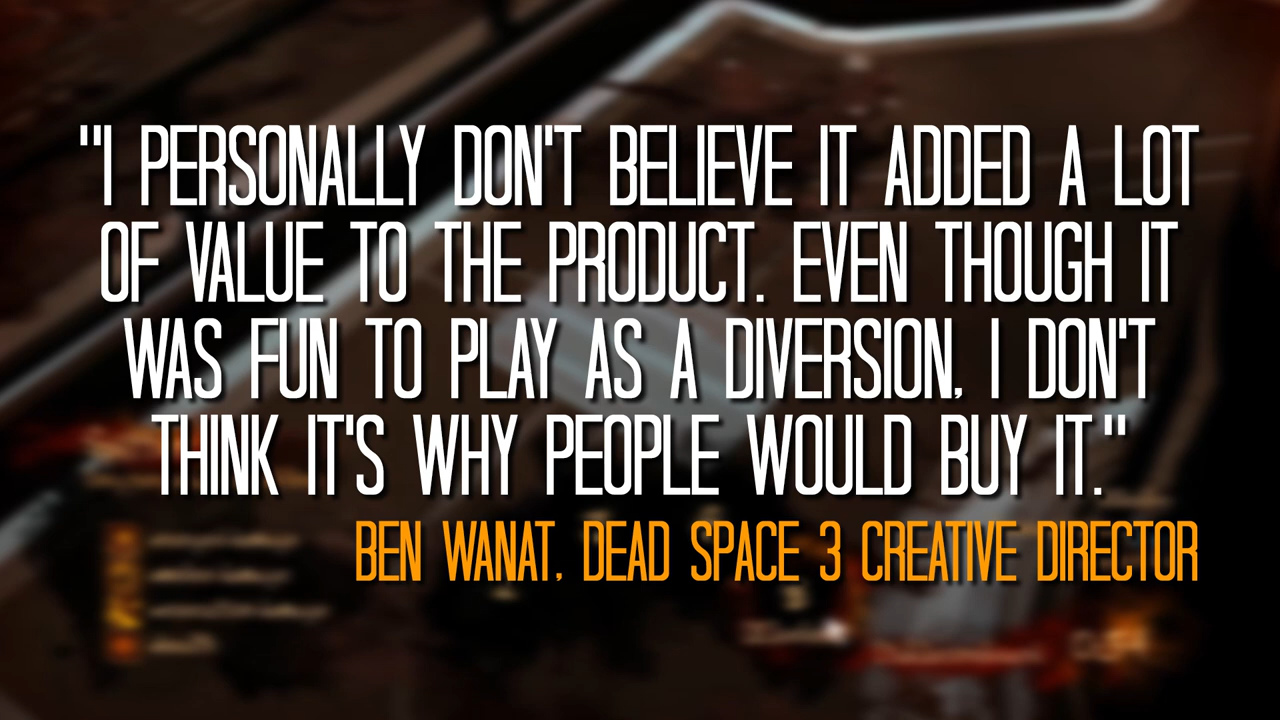 "I PERSONALLY DON'T BELIEVE IT ADDED A LOT
OF VALUE TO THE PRODUCT. EVEN THOUGH IT
WAS FUN TO PLAY AS A DIVERSION, I DON'T
THINK IT'S WHY PEOPLE WOULD BUY IT."
BEN WANAT, DEAD SPACE 3 CREATIVE DIRECTOR